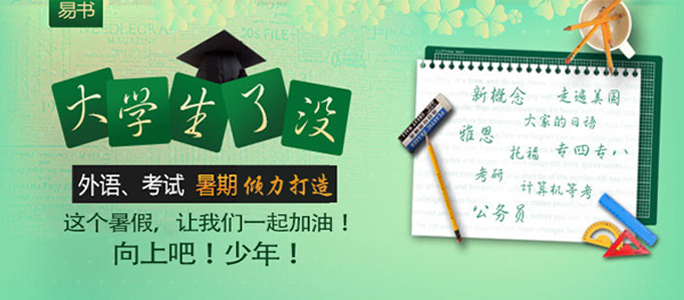 易书
大学生了没
外语、考试 暑期 倾力打造
这个暑假，让我们一起加油！
向上吧！少年！
新概念 走遍美国
大家的日语
雅思
托福 专四专八
考研
计算机等考
公务员
CUTTING MAT